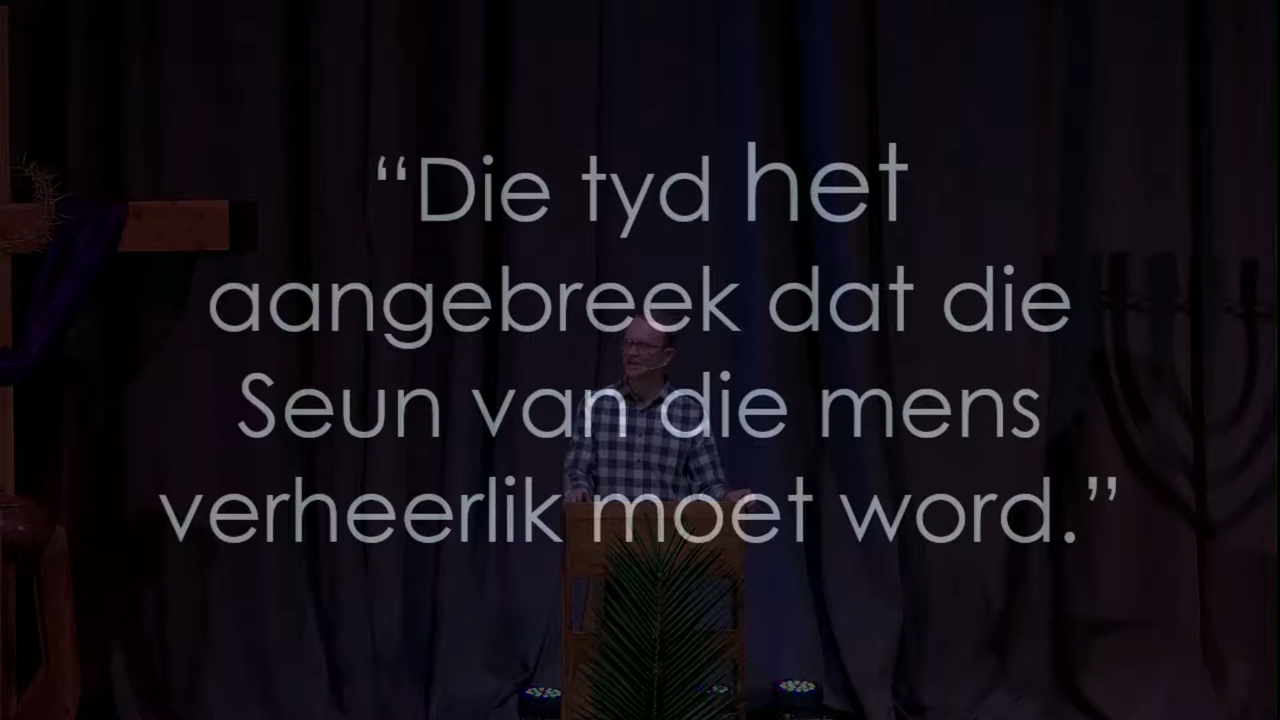 “Die tyd het
aangebreek dat die
Seun van die mens
verheerlik moet word.”